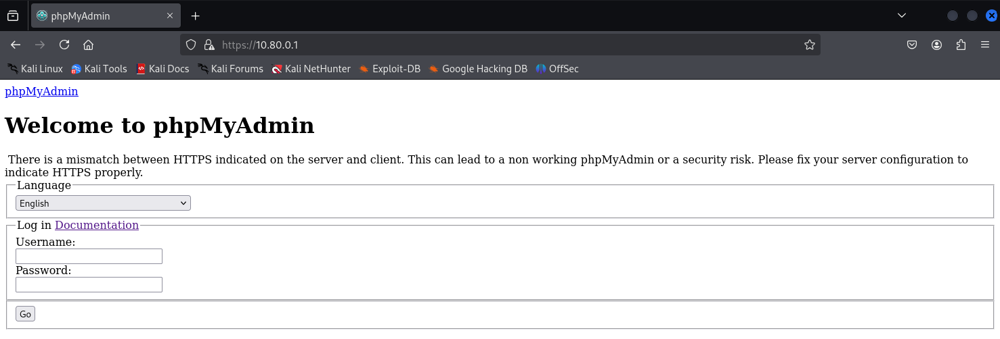 phpMyAdmin
https://10.80.0.1
Kali Linux Kali Tools Kali Docs Kali Forums Kali NetHunter Exploit-DB Google Hacking DB OffSec
phpMyAdmin
Welcome to phpMyAdmin
There is a mismatch between HTTPS indicated on the server and client. This can lead to a non working phpMyAdmin or a security risk. Please fix your server configuration to
indicate HTTPS properly.
Language
English
Log in Documentation
Username:
Password:
Go